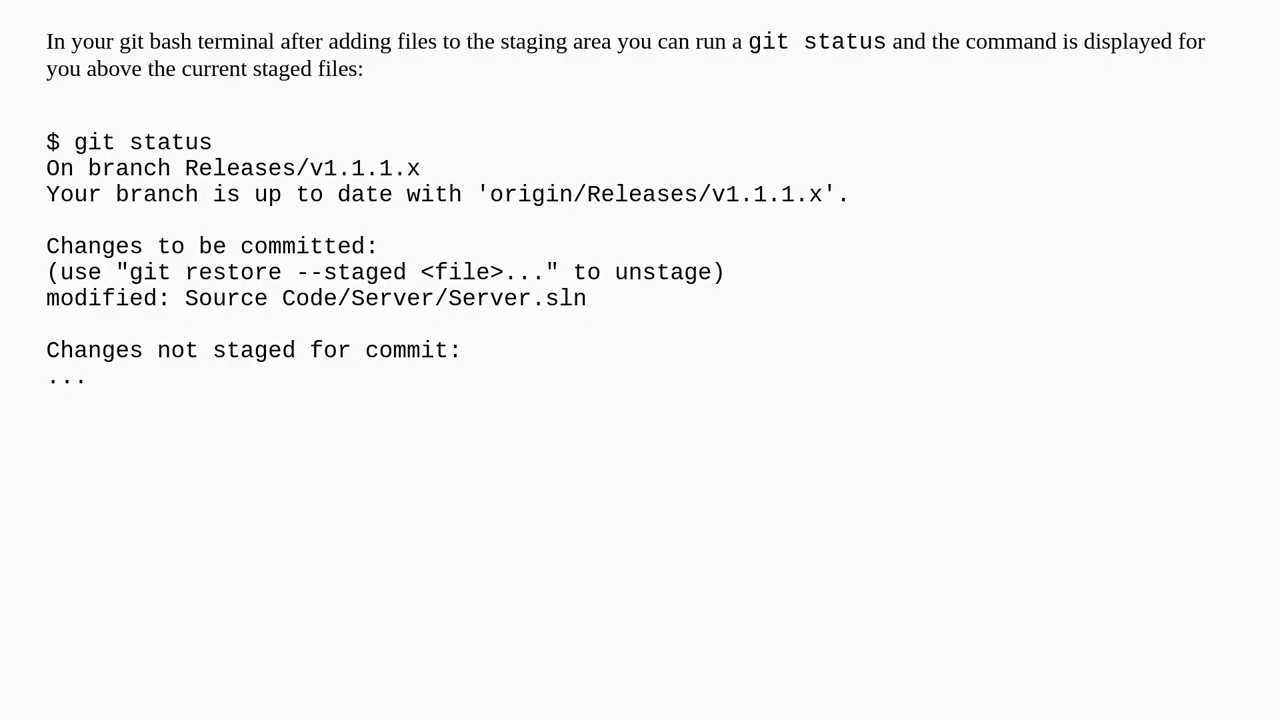 In your git bash terminal after adding files to the staging area you can run a git status and the command is displayed for
you above the current staged files:
$ git status
On branch Releases/v1.1.1.x
Your branch is up to date with 'origin/Releases/v1.1.1.x'.
Changes to be committed:
(use "git restore --staged <file>..." to unstage)
modified: Source Code/Server/Server.sln
Changes not staged for commit:
...